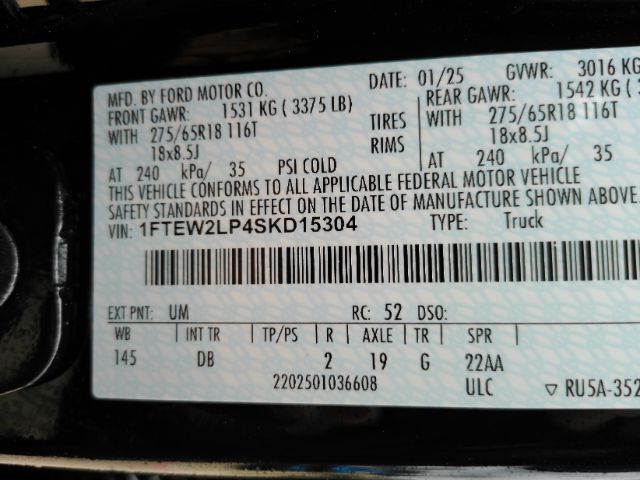 MFD. BY FORD MOTOR CO. DATE: 01/25 GVWR: 3016 KG
FRONT GAWR: 1531 KG ( 3375 LB) REAR GAWR: 1542 KG (
WITH 275/65R18 116T TIRES WITH 275/65R18 116T
18x8.5J RIMS 18x8.5J
AT 240 kPa/ 35 PSI COLD AT 240 kPa/ 35
THIS VEHICLE CONFORMS TO ALL APPLICABLE FEDERAL MOTOR VEHICLE
SAFETY STANDARDS IN EFFECT ON THE DATE OF MANUFACTURE SHOWN ABOVE.
VIN: 1FTEW2LP4SKD15304 TYPE: Truck
EXT PNT: UM RC: 52 DSO:
WB INT TR TP/PS R AXLE TR SPR
145 DB 2 19 G 22AA
2202501036608 ULC ▽ RU5A-352